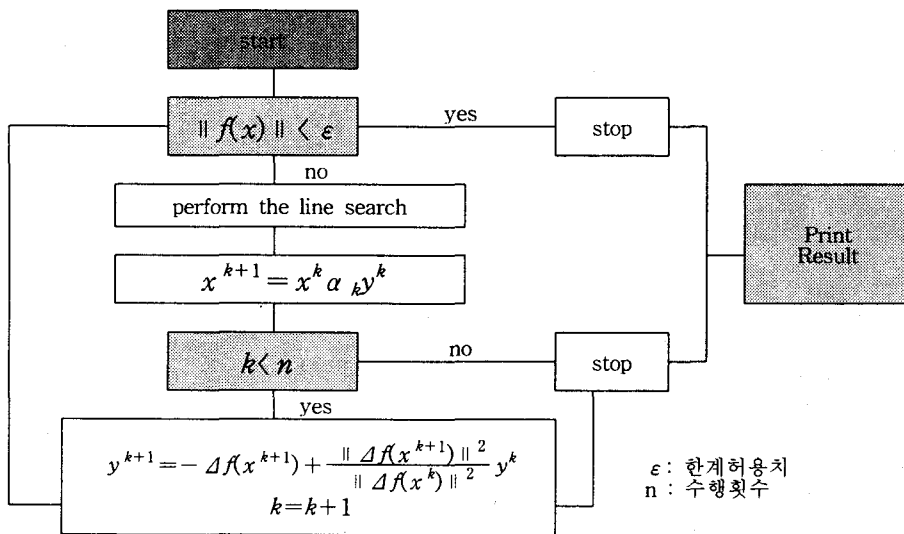 start
‖ f(x) ‖ < ε
yes
stop
no
perform the line search
x^{k+1} = x^k α_k y^k
Print
Result
k< n
no
stop
yes
y^{k+1} = − Δf(x^{k+1}) + \frac{‖ Δf(x^{k+1}) ‖^2}{‖ Δf(x^k) ‖^2} y^k
k=k+1
ε : 한계허용치
n : 수행횟수